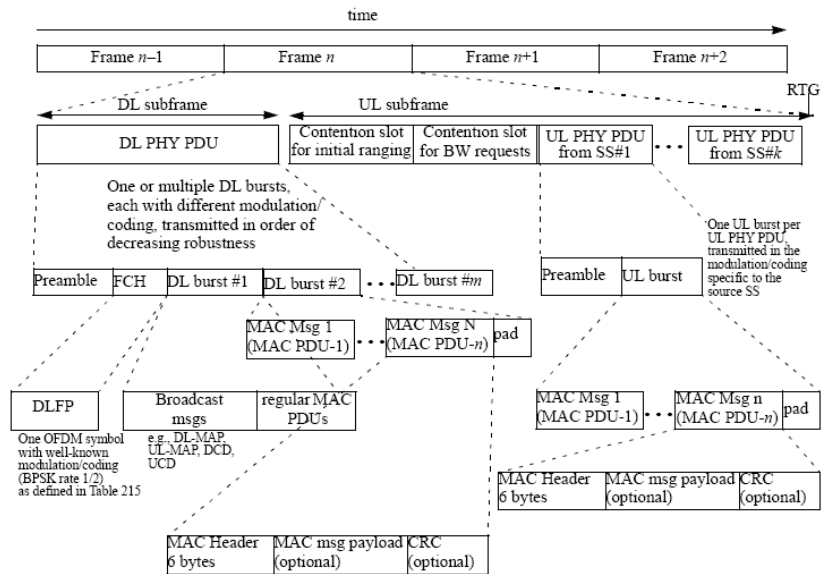 time
Frame n–1 Frame n Frame n+1 Frame n+2
RTG
DL subframe UL subframe
DL PHY PDU
Contention slot
for initial ranging
Contention slot
for BW requests
UL PHY PDU
from SS#1
UL PHY PDU
from SS#k
One or multiple DL bursts,
each with different modulation/
coding, transmitted in order of
decreasing robustness
One UL burst per
UL PHY PDU,
transmitted in the
modulation/coding
specific to the
source SS
Preamble FCH DL burst #1 DL burst #2 DL burst #m
Preamble UL burst
MAC Msg 1
(MAC PDU-1)
MAC Msg N
(MAC PDU-n)
pad
DLFP
Broadcast
msgs
regular MAC
PDUs
MAC Msg 1
(MAC PDU-1)
MAC Msg n
(MAC PDU-n)
pad
One OFDM symbol
with well-known
modulation/coding
(BPSK rate 1/2)
as defined in Table 215
e.g., DL-MAP,
UL-MAP, DCD,
UCD
MAC Header
6 bytes
MAC msg payload
(optional)
CRC
(optional)
MAC Header
6 bytes
MAC msg payload
(optional)
CRC
(optional)